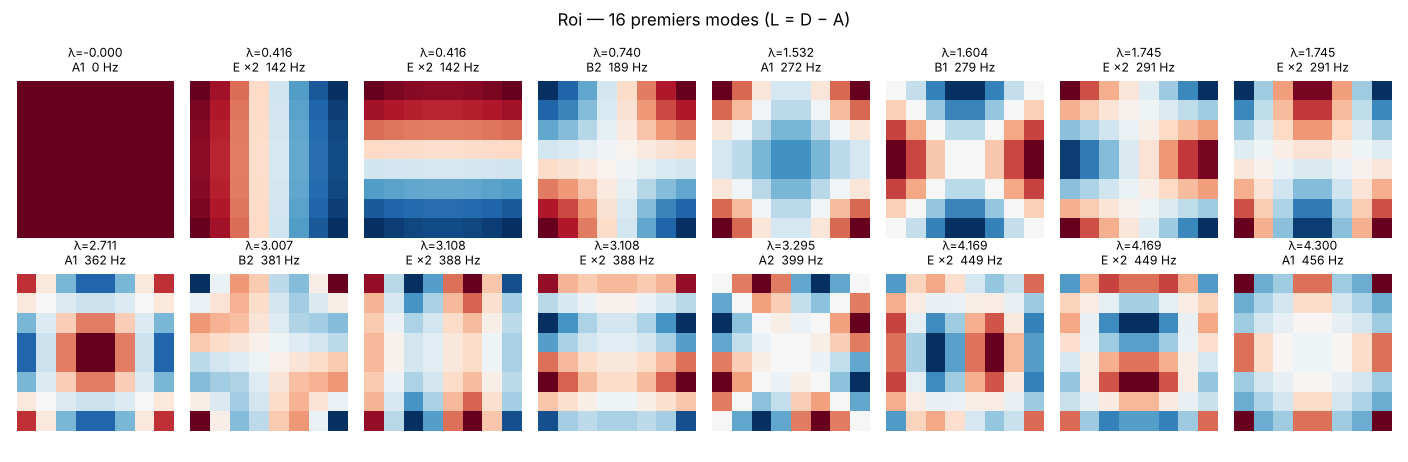 Roi — 16 premiers modes (L = D − A)
λ=-0.000
A1  0 Hz
λ=0.416
E ×2  142 Hz
λ=0.416
E ×2  142 Hz
λ=0.740
B2  189 Hz
λ=1.532
A1  272 Hz
λ=1.604
B1  279 Hz
λ=1.745
E ×2  291 Hz
λ=1.745
E ×2  291 Hz
λ=2.711
A1  362 Hz
λ=3.007
B2  381 Hz
λ=3.108
E ×2  388 Hz
λ=3.108
E ×2  388 Hz
λ=3.295
A2  399 Hz
λ=4.169
E ×2  449 Hz
λ=4.169
E ×2  449 Hz
λ=4.300
A1  456 Hz